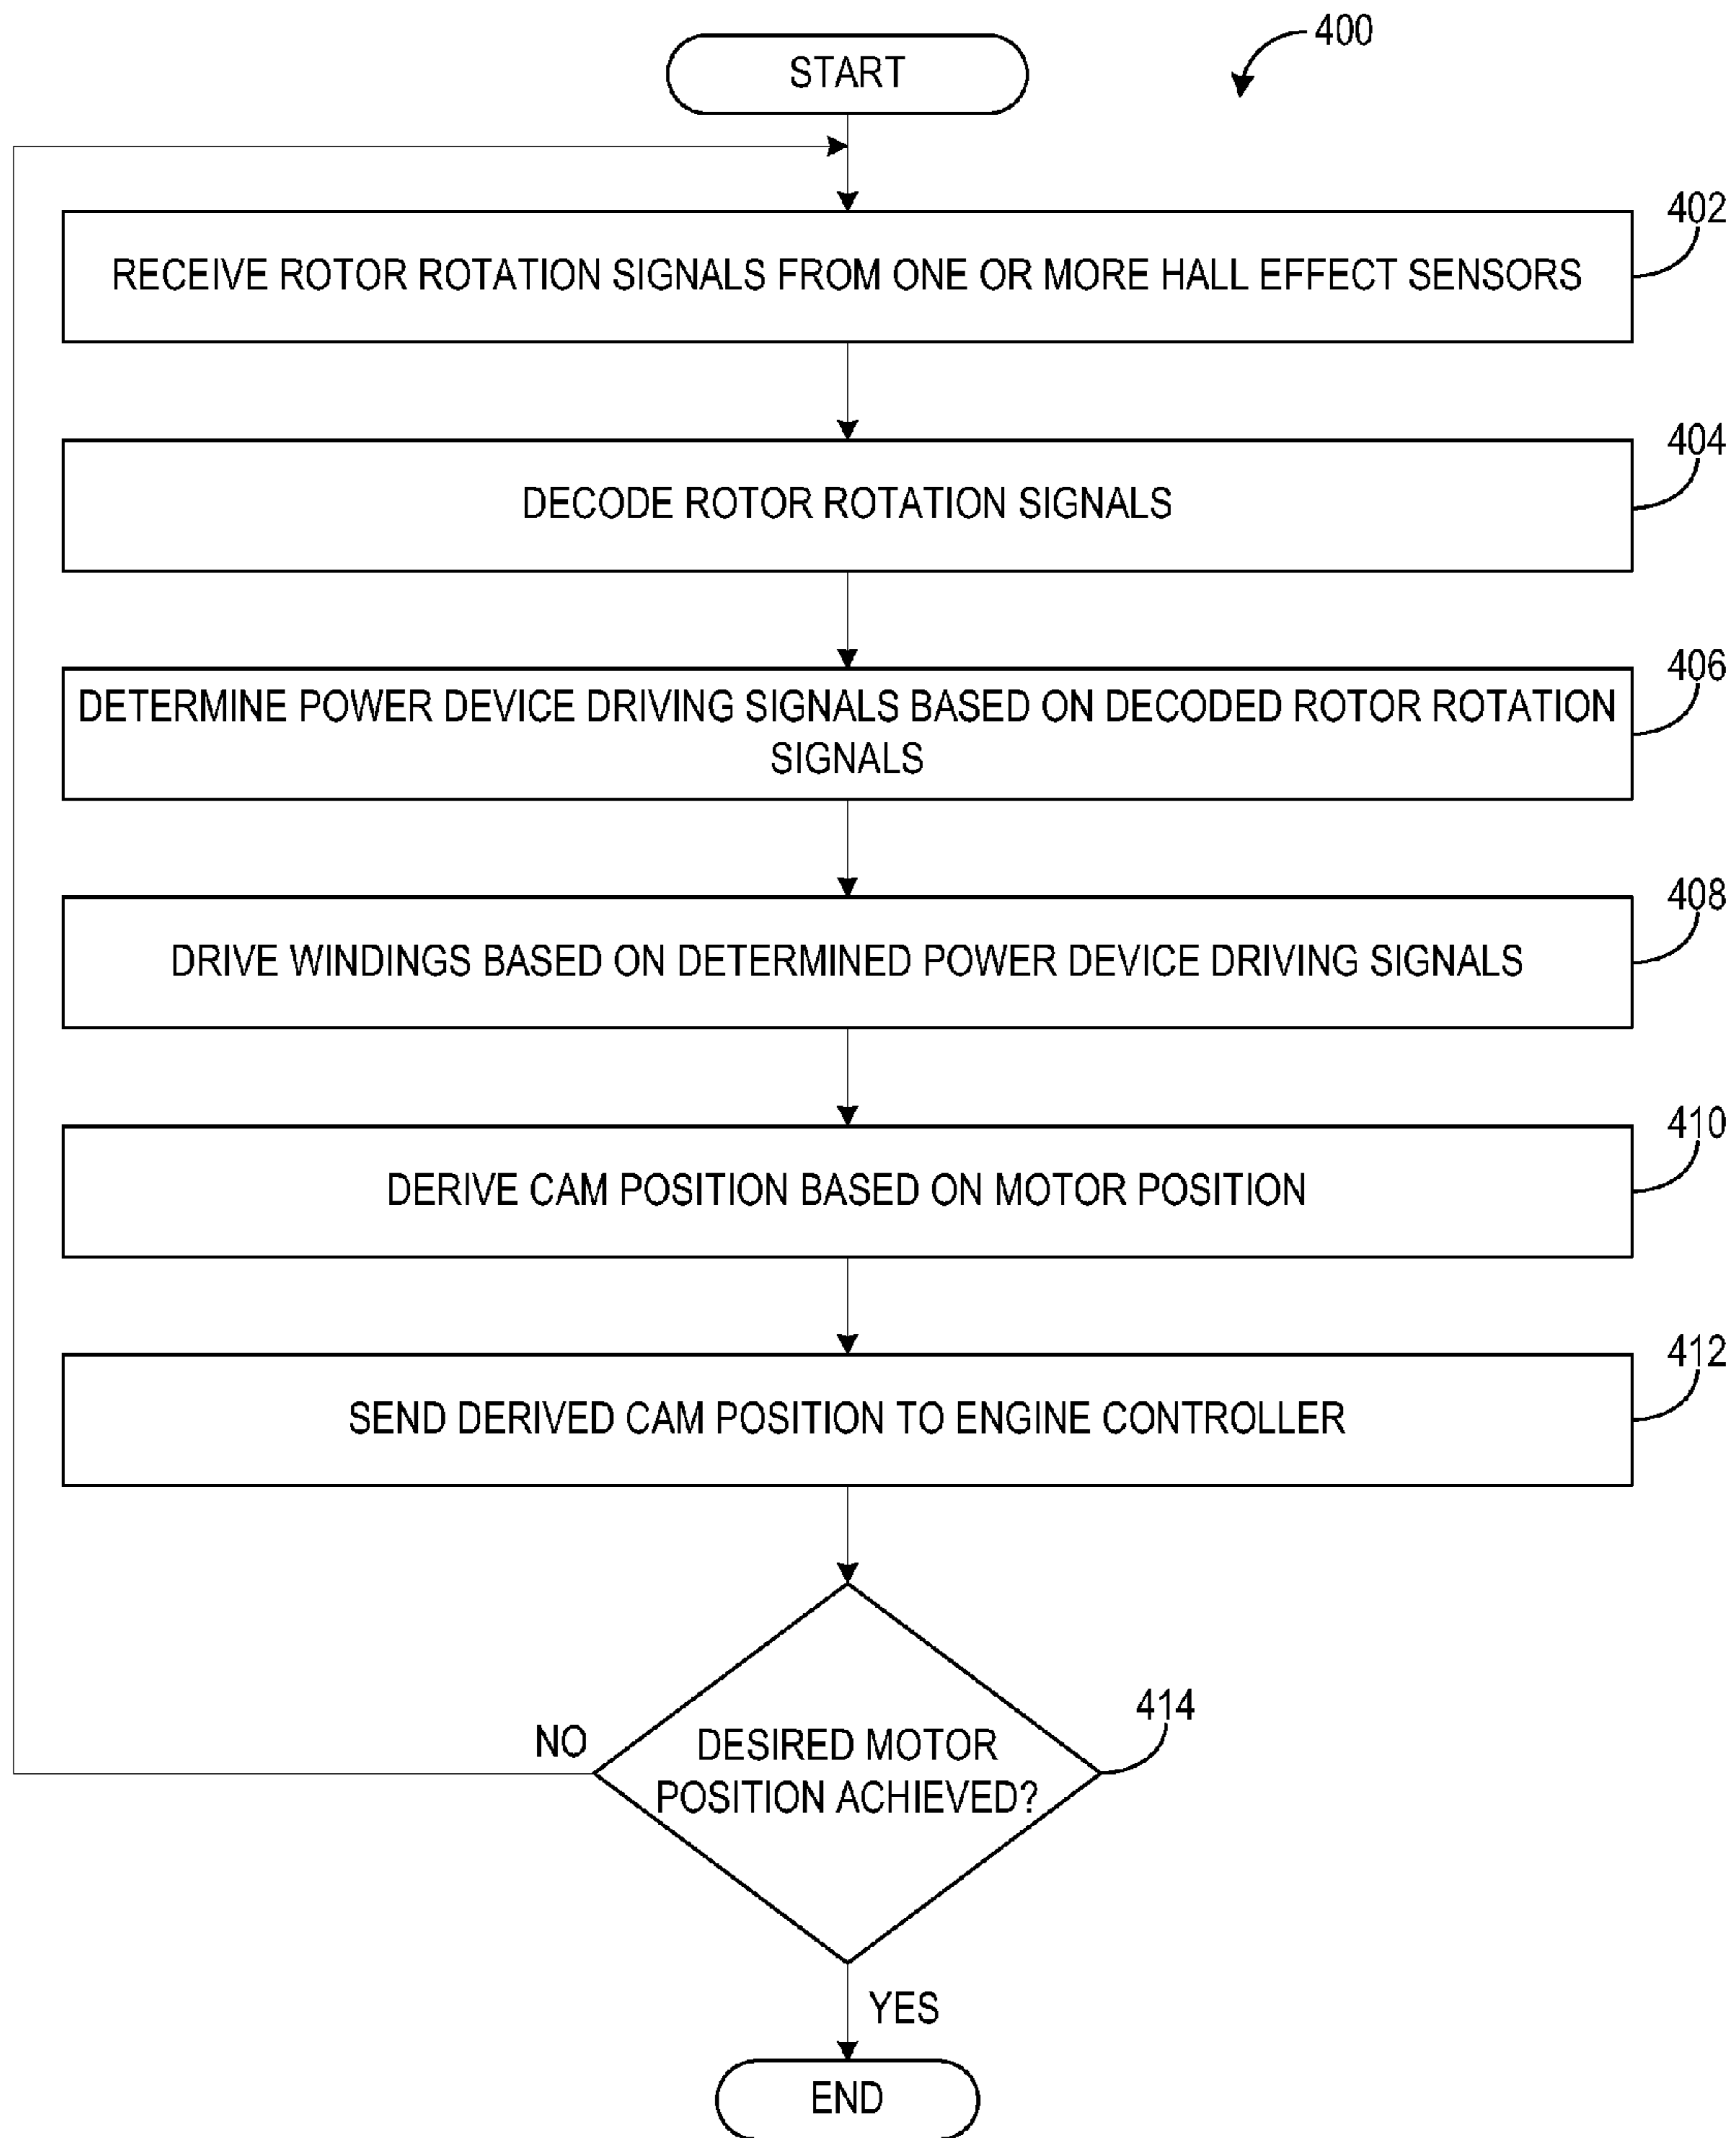 400
START
402
RECEIVE ROTOR ROTATION SIGNALS FROM ONE OR MORE HALL EFFECT SENSORS
404
DECODE ROTOR ROTATION SIGNALS
406
DETERMINE POWER DEVICE DRIVING SIGNALS BASED ON DECODED ROTOR ROTATION
SIGNALS
408
DRIVE WINDINGS BASED ON DETERMINED POWER DEVICE DRIVING SIGNALS
410
DERIVE CAM POSITION BASED ON MOTOR POSITION
412
SEND DERIVED CAM POSITION TO ENGINE CONTROLLER
414
NO
DESIRED MOTOR
POSITION ACHIEVED?
YES
END